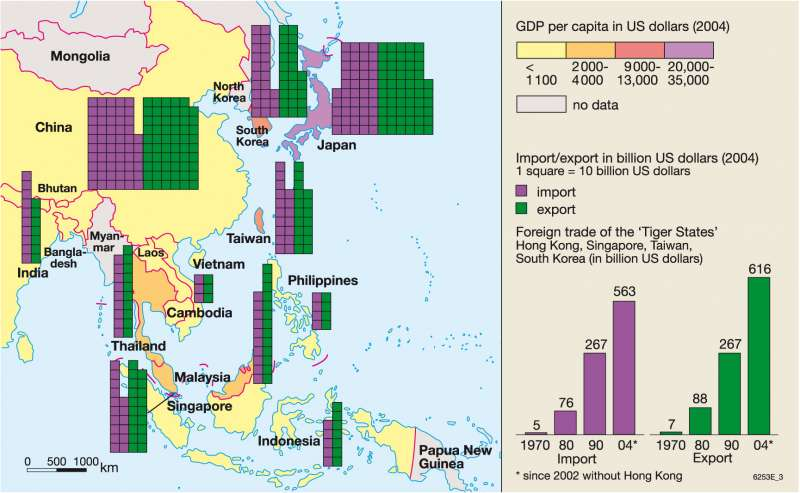 Mongolia
North
Korea
South
Korea
Japan
China
Bhutan
Taiwan
Myan-
mar
Laos
Bangla-
desh
India
Vietnam
Philippines
Cambodia
Thailand
Malaysia
Singapore
Indonesia
Papua New
Guinea
0 500 1000 km
GDP per capita in US dollars (2004)
< 1100
2000-
4000
9000-
13,000
20,000-
35,000
no data
Import/export in billion US dollars (2004)
1 square = 10 billion US dollars
import
export
Foreign trade of the ‘Tiger States’
Hong Kong, Singapore, Taiwan,
South Korea (in billion US dollars)
5 76 267 563
1970 80 90 04*
Import
7 88 267 616
1970 80 90 04*
Export
* since 2002 without Hong Kong
6253E_3